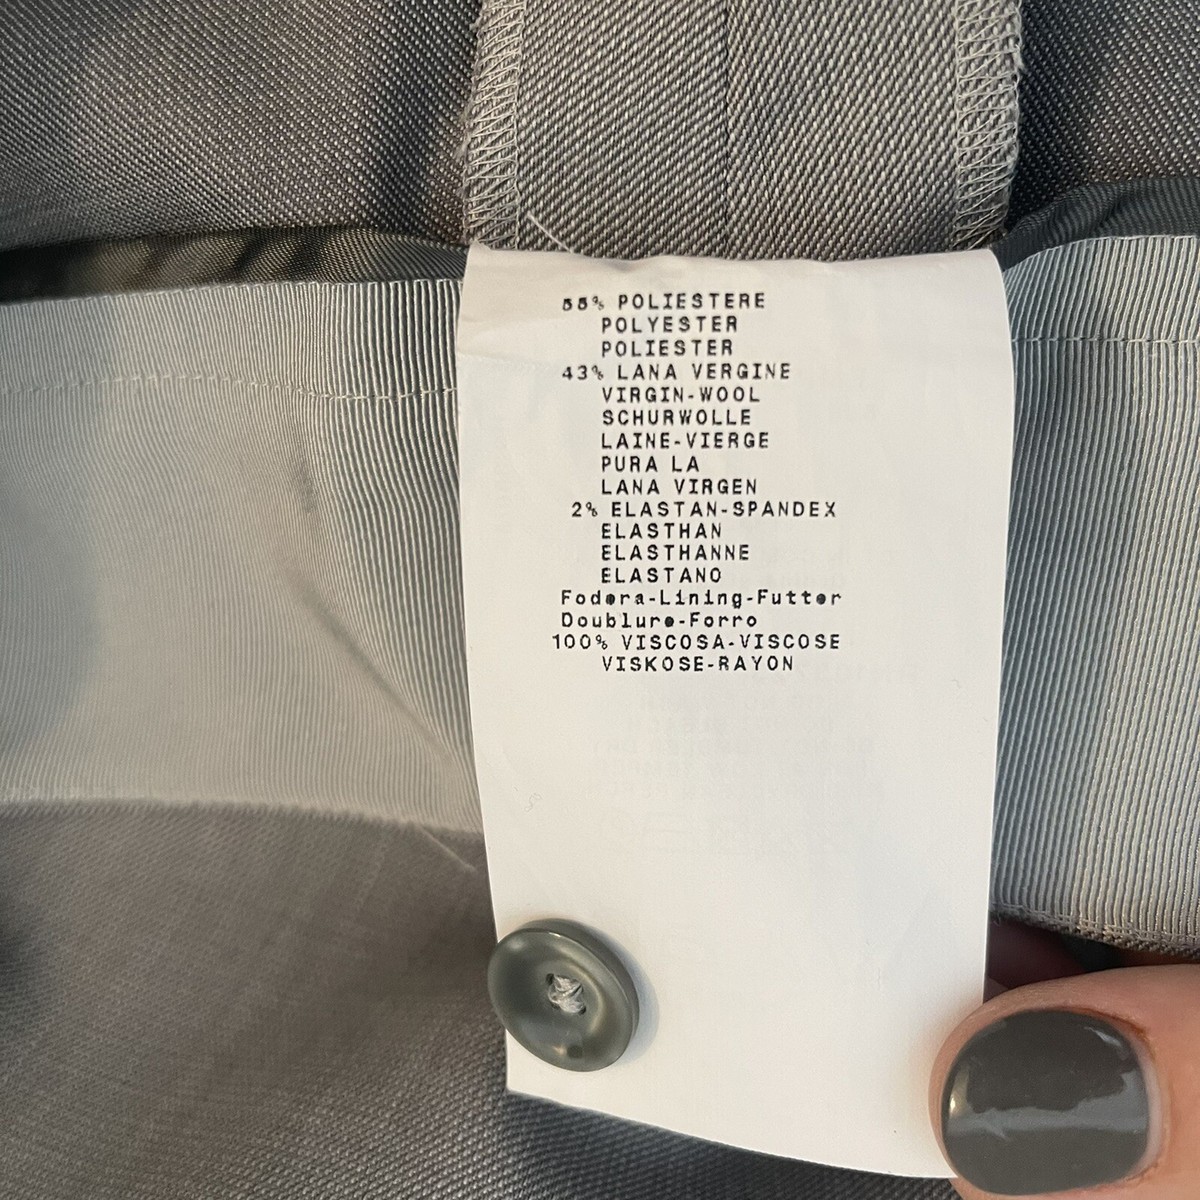 55% POLIESTERE
POLYESTER
POLIESTER
43% LANA VERGINE
VIRGIN-WOOL
SCHURWOLLE
LAINE-VIERGE
PURA LA
LANA VIRGEN
2% ELASTAN-SPANDEX
ELASTHAN
ELASTHANNE
ELASTANO
Fodera-Lining-Futter
Doublure-Forro
100% VISCOSA-VISCOSE
VISKOSE-RAYON